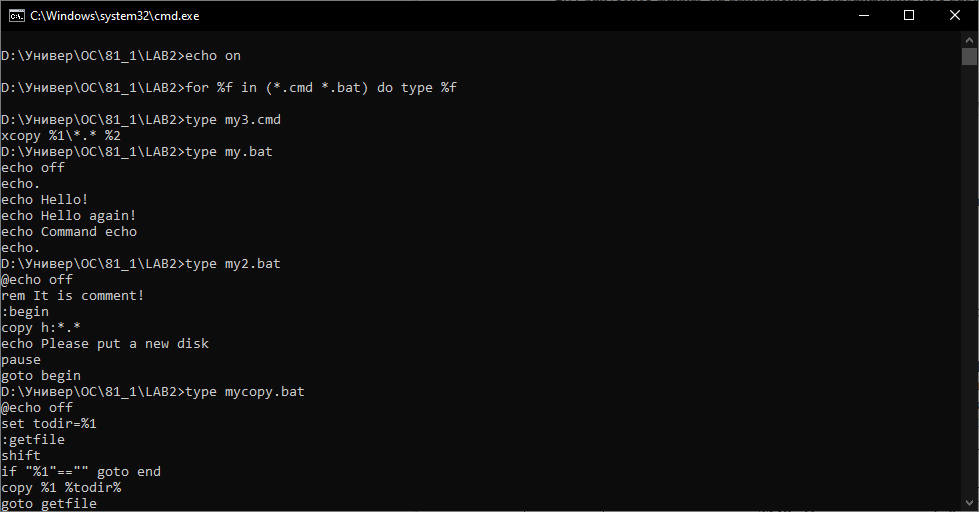 C:\Windows\system32\cmd.exe
D:\Универ\ОС\81_1\LAB2>echo on
D:\Универ\ОС\81_1\LAB2>for %f in (*.cmd *.bat) do type %f
D:\Универ\ОС\81_1\LAB2>type my3.cmd
xcopy %1\*.* %2
D:\Универ\ОС\81_1\LAB2>type my.bat
echo off
echo.
echo Hello!
echo Hello again!
echo Command echo
echo.
D:\Универ\ОС\81_1\LAB2>type my2.bat
@echo off
rem It is comment!
:begin
copy h:*.*
echo Please put a new disk
pause
goto begin
D:\Универ\ОС\81_1\LAB2>type mycopy.bat
@echo off
set todir=%1
:getfile
shift
if "%1"=="" goto end
copy %1 %todir%
goto getfile